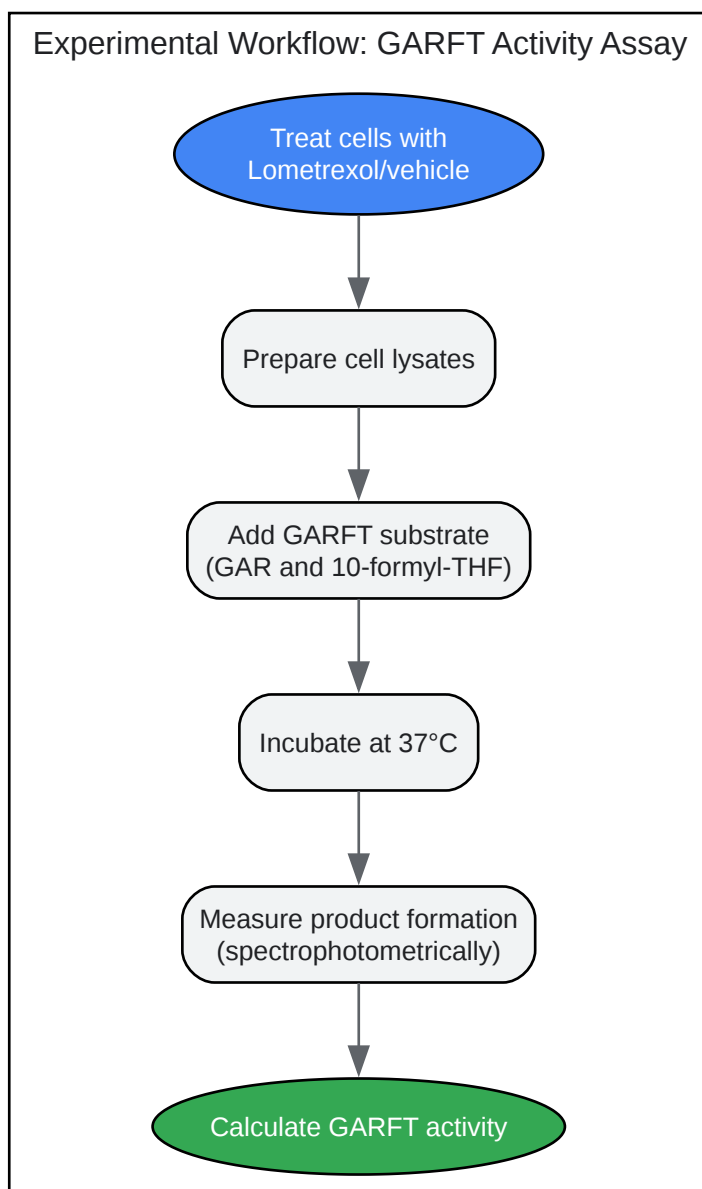 Experimental Workflow: GARFT Activity Assay
Treat cells with
Lometrexol/vehicle
Prepare cell lysates
Add GARFT substrate
(GAR and 10-formyl-THF)
Incubate at 37°C
Measure product formation
(spectrophotometrically)
Calculate GARFT activity